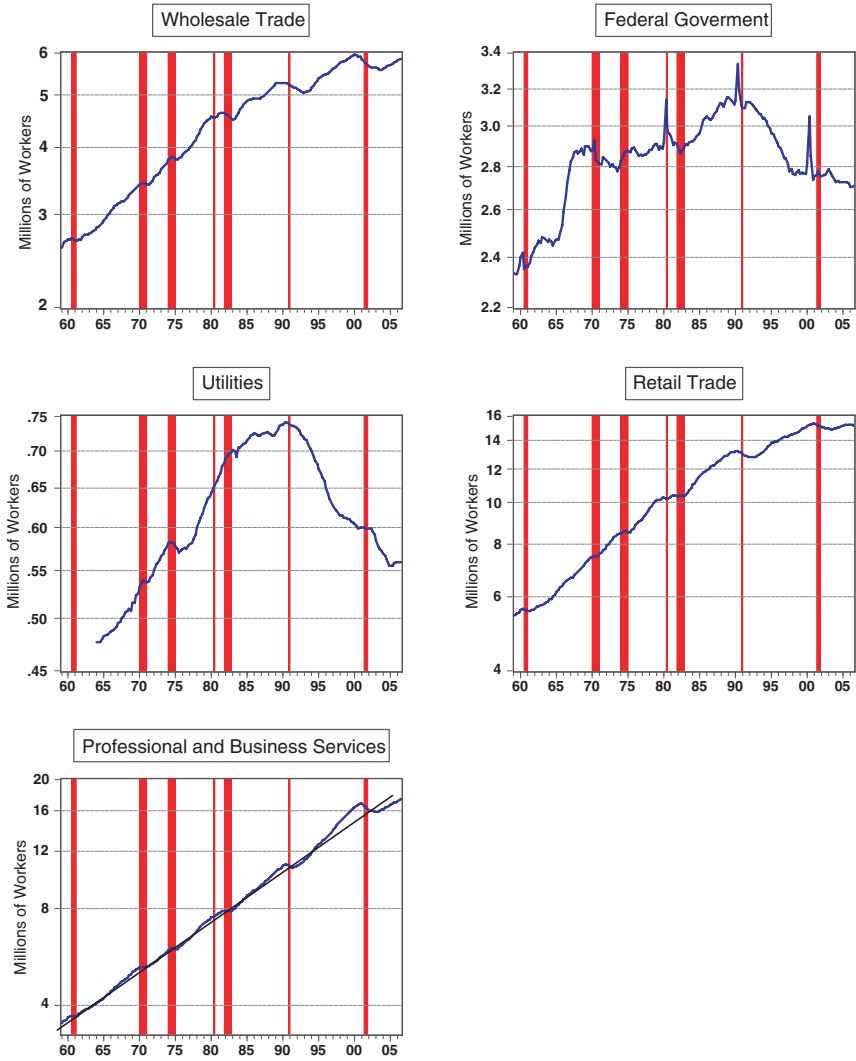 Wholesale Trade
Millions of Workers
6
5
4
3
2
60 65 70 75 80 85 90 95 00 05
Federal Goverment
Millions of Workers
3.4
3.2
3.0
2.8
2.6
2.4
2.2
60 65 70 75 80 85 90 95 00 05
Utilities
Millions of Workers
.75
.70
.65
.60
.55
.50
.45
60 65 70 75 80 85 90 95 00 05
Retail Trade
Millions of Workers
16
14
12
10
8
6
4
60 65 70 75 80 85 90 95 00 05
Professional and Business Services
Millions of Workers
20
16
12
8
4
60 65 70 75 80 85 90 95 00 05